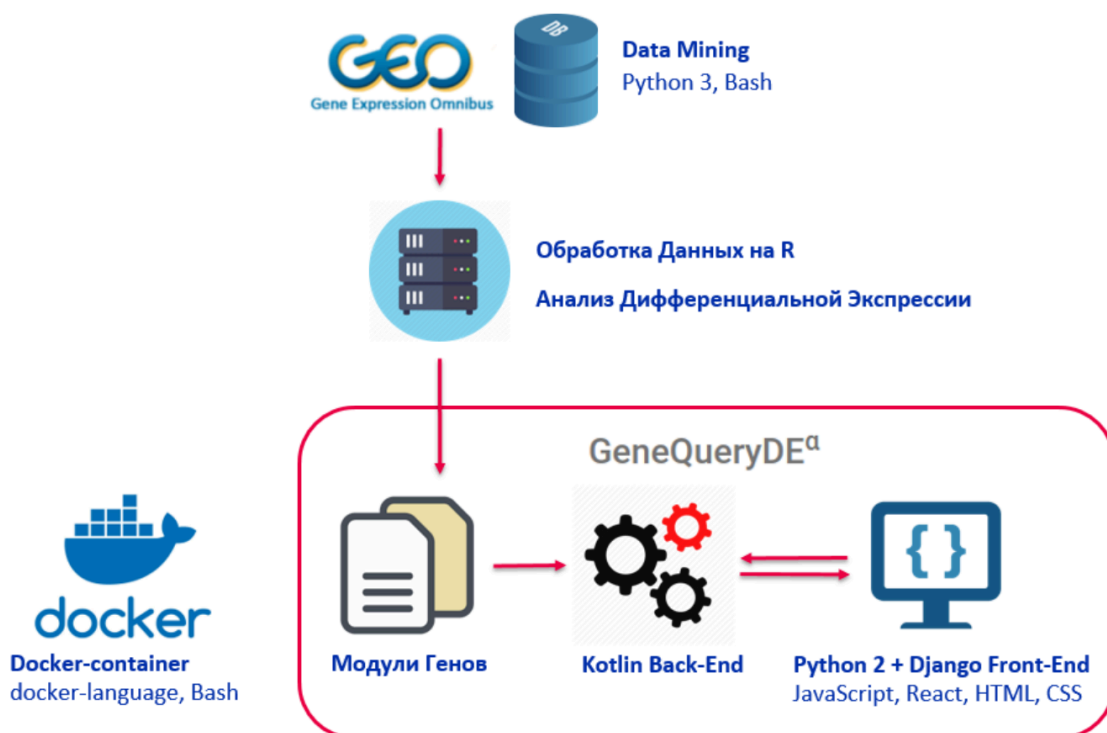 GEO
Gene Expression Omnibus
DB
Data Mining
Python 3, Bash
Обработка Данных на R
Анализ Дифференциальной Экспрессии
GeneQueryDEα
docker
Docker-container
docker-language, Bash
Модули Генов
Kotlin Back-End
{ }
Python 2 + Django Front-End
JavaScript, React, HTML, CSS